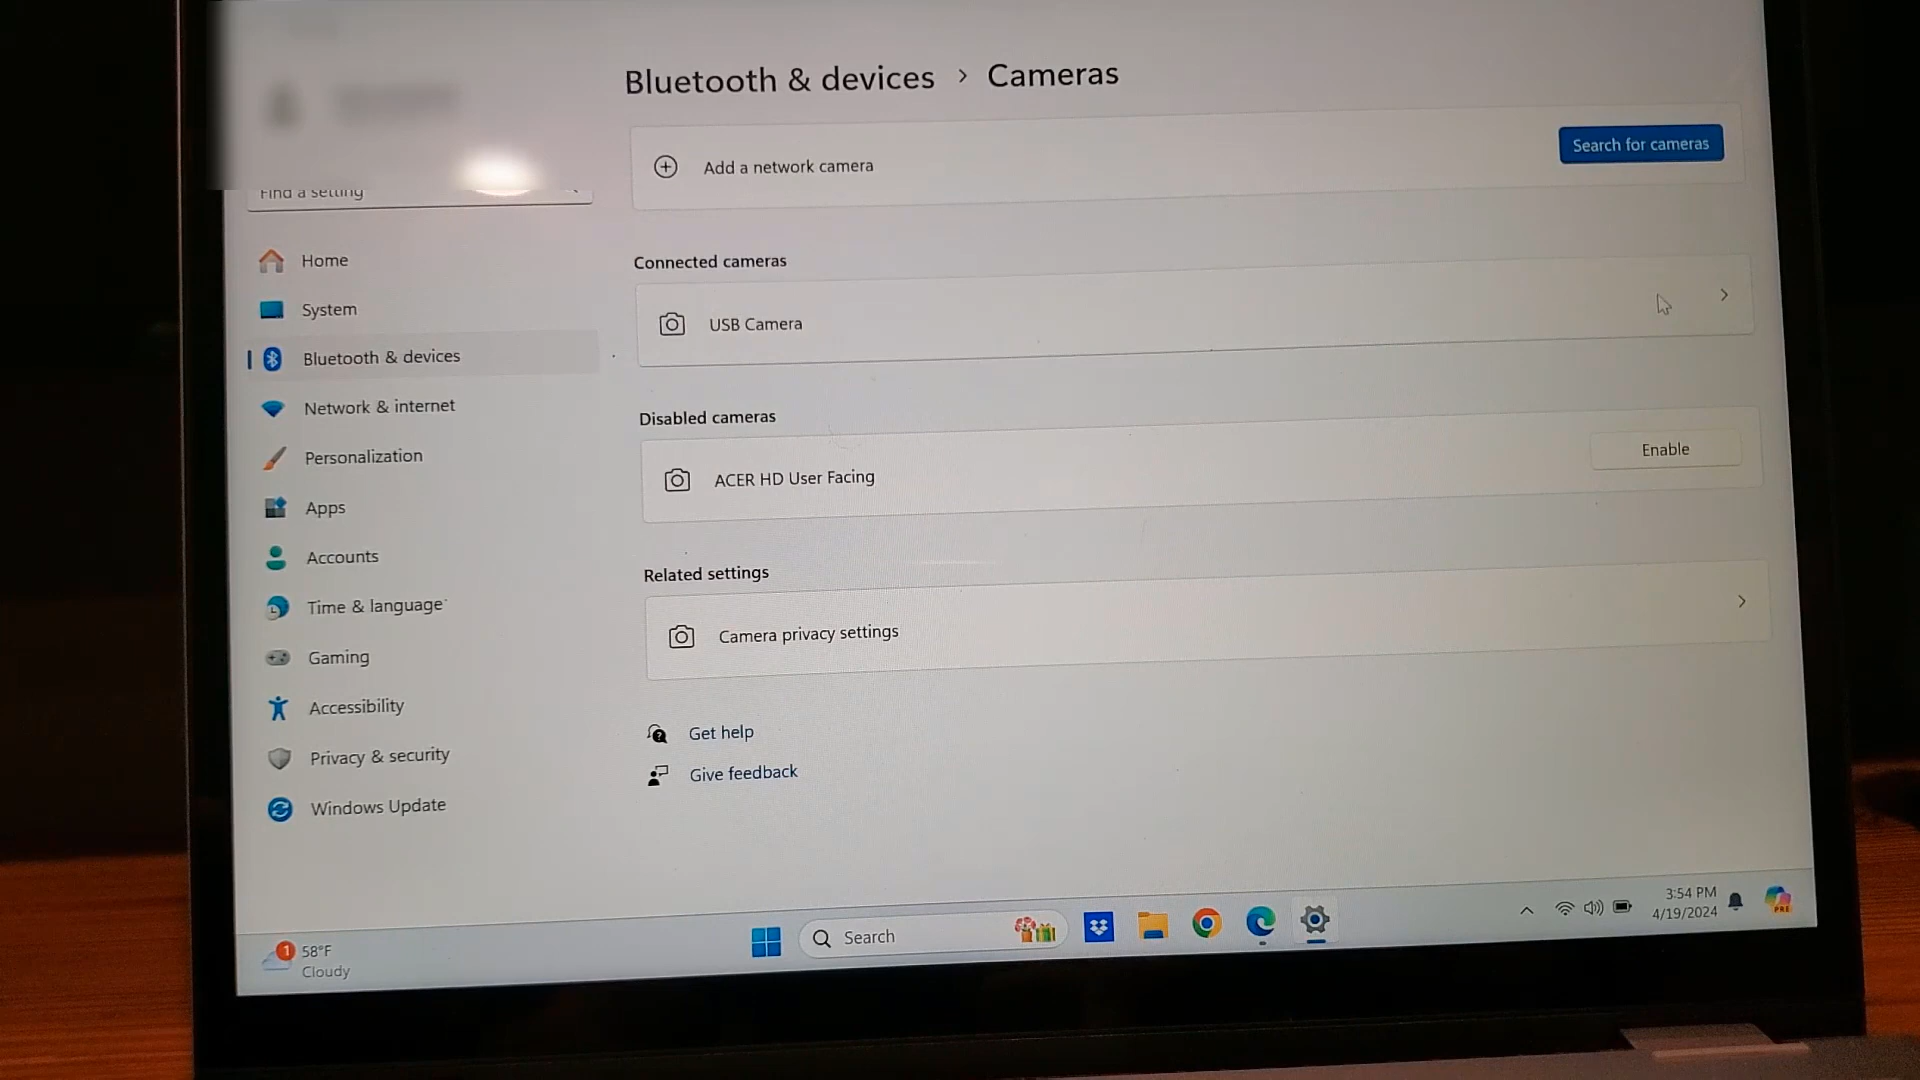 Bluetooth & devices › Cameras
Add a network camera
Search for cameras
Find a setting
Home
System
Bluetooth & devices
Network & internet
Personalization
Apps
Accounts
Time & language
Gaming
Accessibility
Privacy & security
Windows Update
Connected cameras
USB Camera
Disabled cameras
ACER HD User Facing
Enable
Related settings
Camera privacy settings
Get help
Give feedback
1
58°F
Cloudy
Search
3:54 PM
4/19/2024
PRE